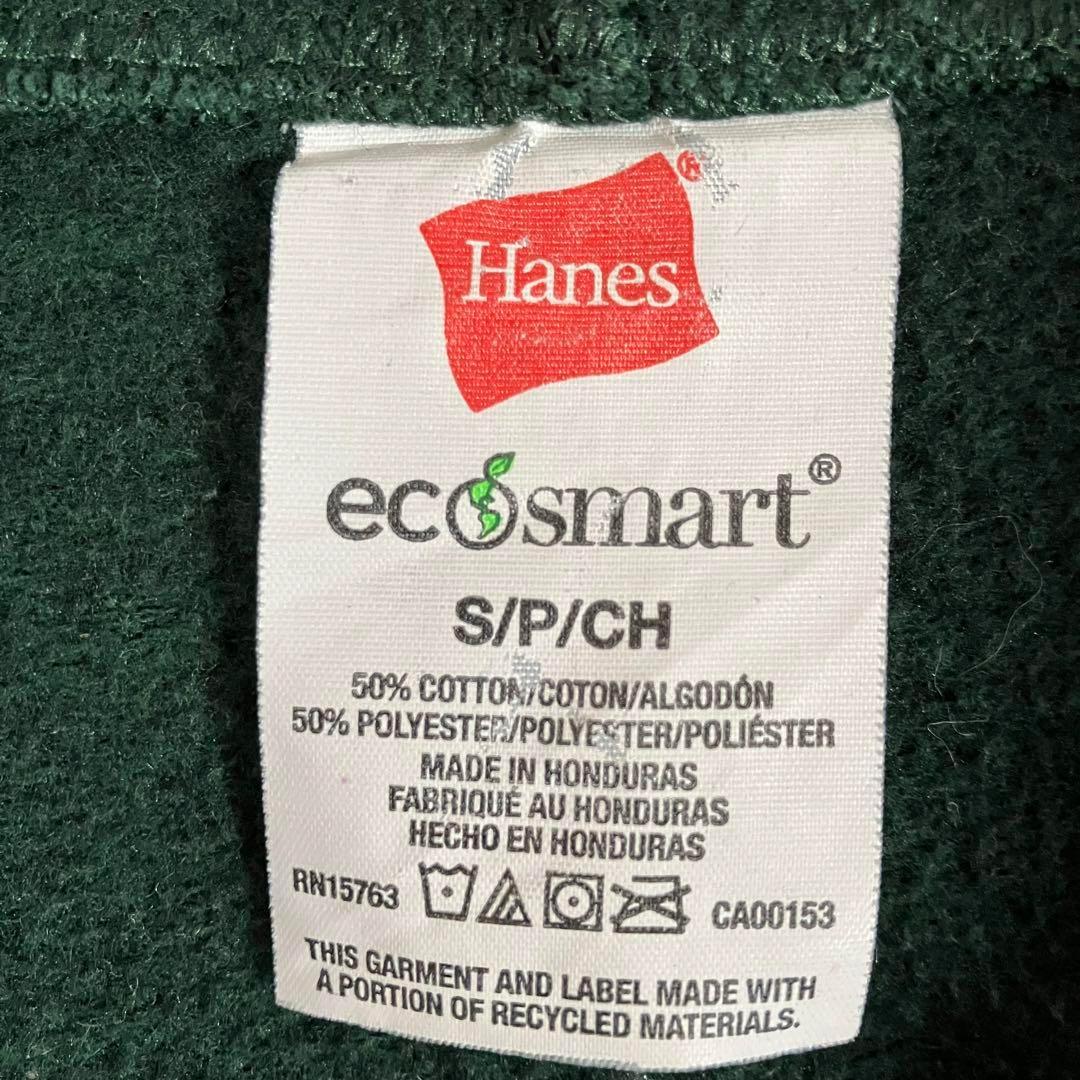 Hanes®
ecosmart®
S/P/CH
50% COTTON/COTON/ALGODÓN
50% POLYESTER/POLYESTER/POLIÉSTER
MADE IN HONDURAS
FABRIQUÉ AU HONDURAS
HECHO EN HONDURAS
RN15763 CA00153
THIS GARMENT AND LABEL MADE WITH
A PORTION OF RECYCLED MATERIALS.